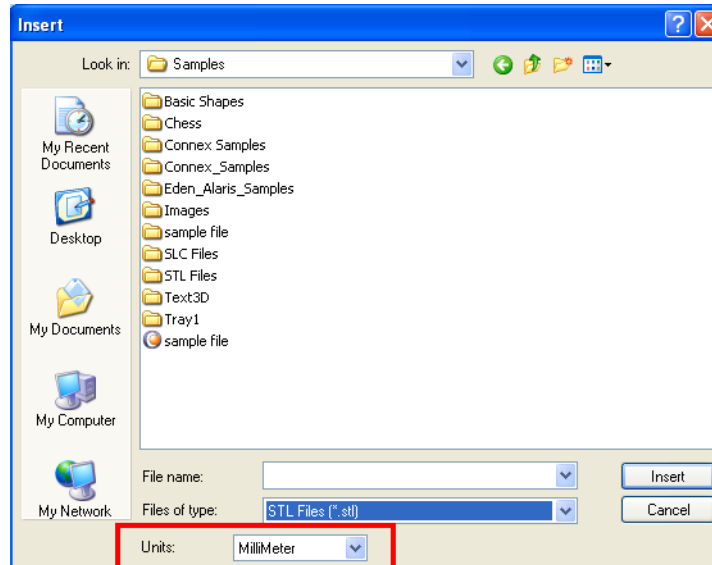 Insert
Look in:
Samples
My Recent
Documents
Desktop
My Documents
My Computer
My Network
Basic Shapes
Chess
Connex Samples
Connex_Samples
Eden_Alaris_Samples
Images
sample file
SLC Files
STL Files
Text3D
Tray1
sample file
File name:
Insert
Files of type:
STL Files (*.stl)
Cancel
Units:
MilliMeter